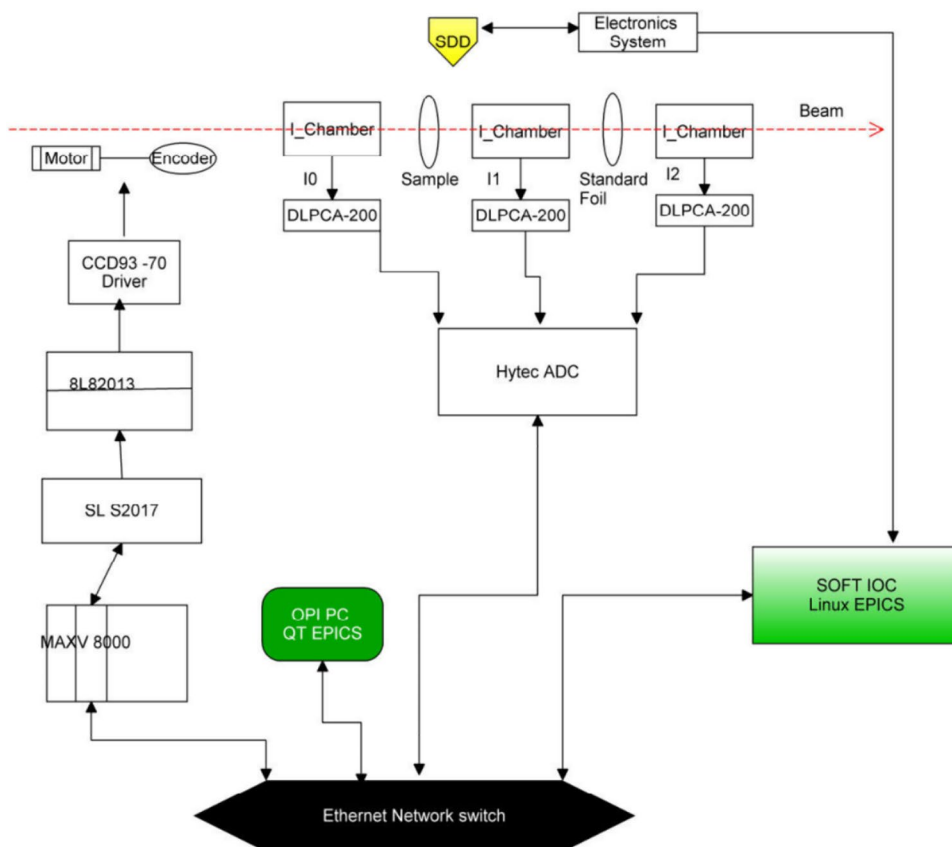 SDD
Electronics
System
I_Chamber
I_Chamber
I_Chamber
Beam
Motor
Encoder
I0
Sample
I1
Standard
Foil
I2
DLPCA-200
DLPCA-200
DLPCA-200
CCD93 -70
Driver
8L82013
Hytec ADC
SL S2017
OPI PC
QT EPICS
SOFT IOC
Linux EPICS
MAXV 8000
Ethernet Network switch